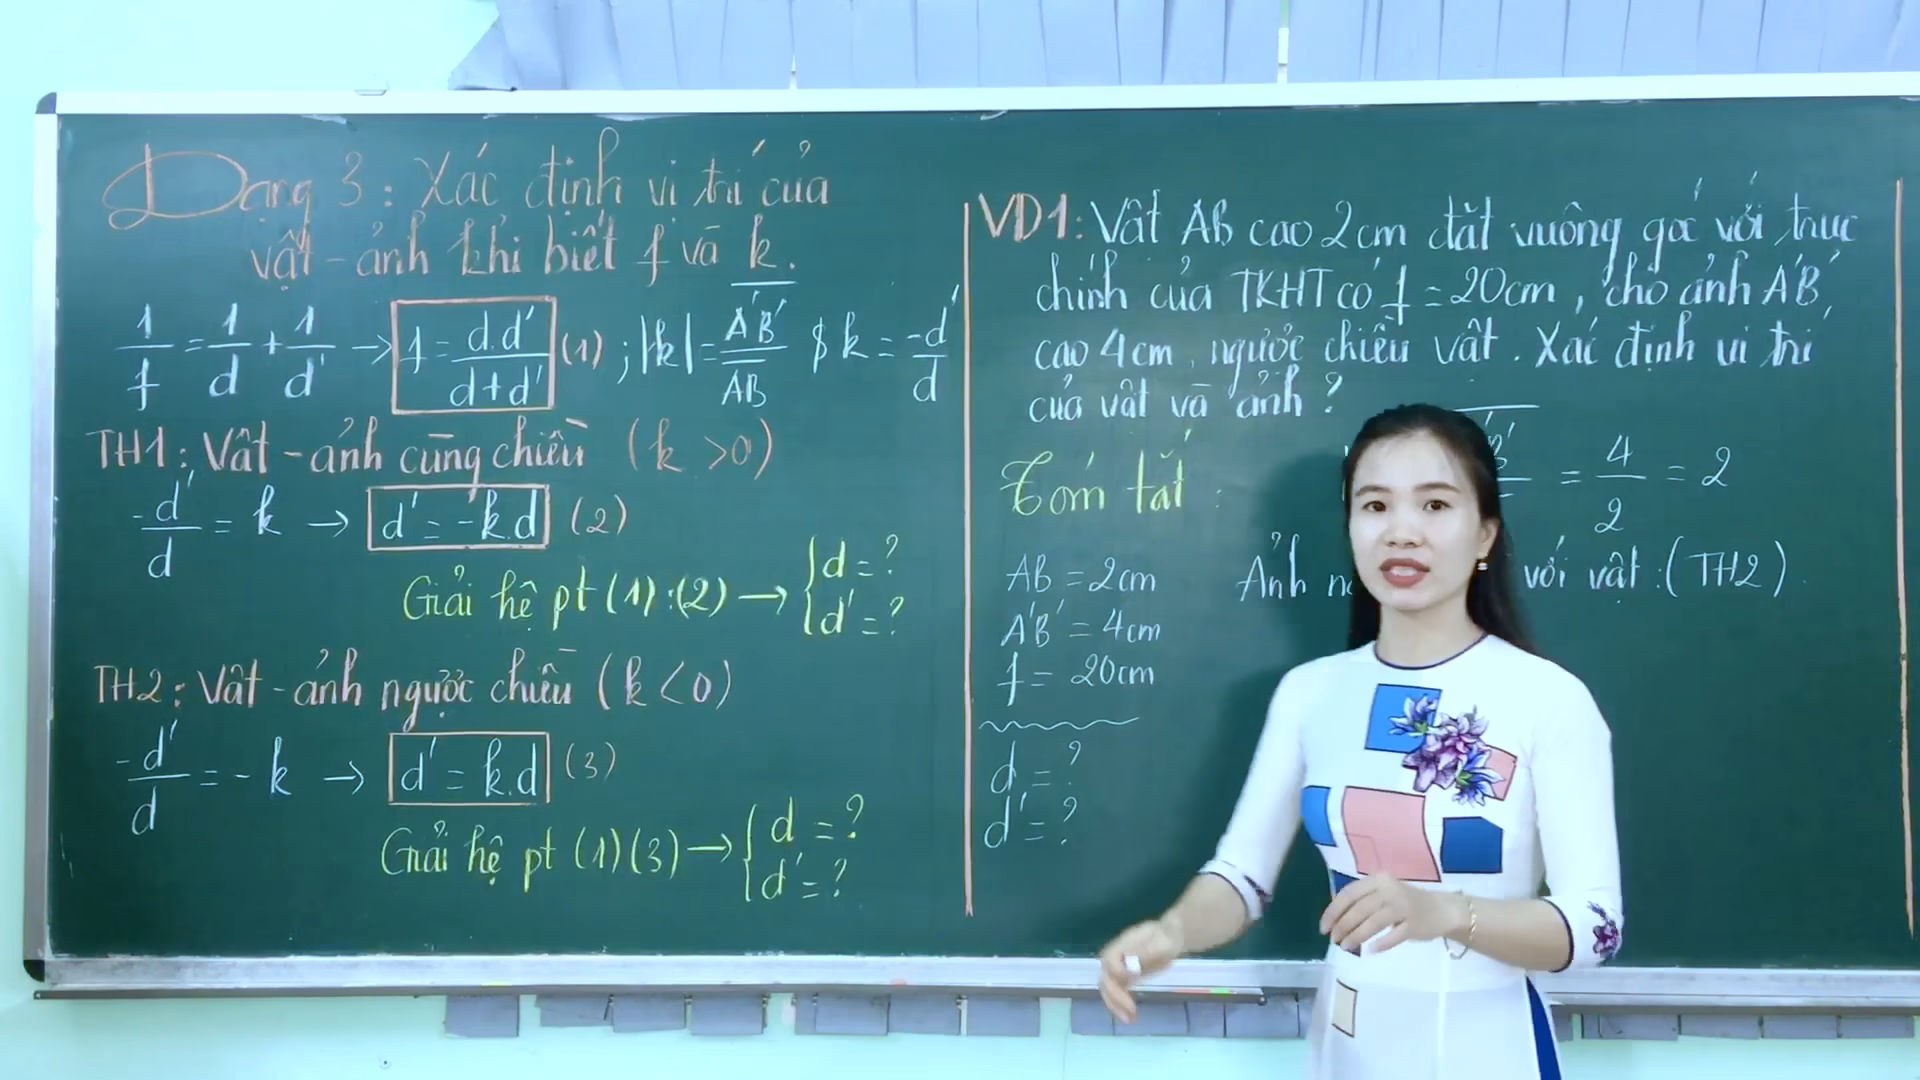 Dạng 3: Xác định vị trí của
vật - ảnh khi biết f và k.
1/f = 1/d + 1/d' → f = d.d'/d+d' (1) ; |k| = A'B'/AB $ k = -d'/d
TH1: Vật - ảnh cùng chiều (k >0)
-d'/d = k → d' = -k.d (2)
Giải hệ pt (1):(2) → { d = ?
d' = ?
TH2: Vật - ảnh ngược chiều (k <0)
-d'/d = - k → d' = k.d (3)
Giải hệ pt (1)(3) → { d = ?
d' = ?
VD1: Vật AB cao 2cm đặt vuông góc với trục
chính của TKHT có f = 20cm, cho ảnh A'B',
cao 4cm, ngược chiều vật. Xác định vị trí
của vật và ảnh ?
Tóm tắt :
AB = 2cm
A'B' = 4cm
f = 20cm
d = ?
d' = ?
= 4/2 = 2
Ảnh với vật :(TH2)